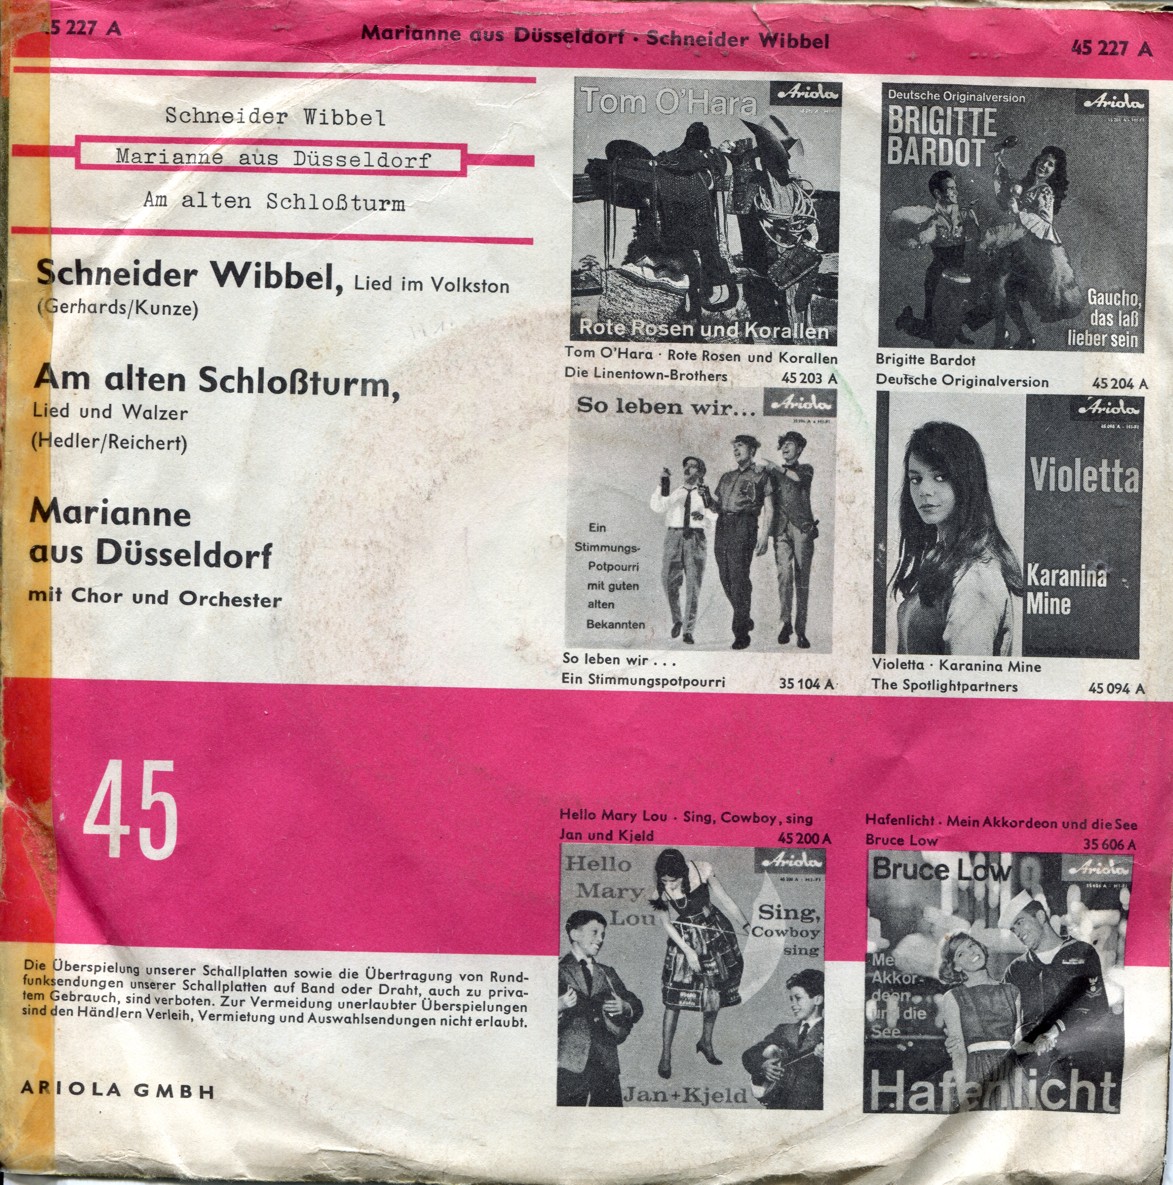 45 227 A
Marianne aus Düsseldorf · Schneider Wibbel
45 227 A
Schneider Wibbel
Marianne aus Düsseldorf
Am alten Schloßturm
Schneider Wibbel, Lied im Volkston
(Gerhards/Kunze)
Am alten Schloßturm,
Lied und Walzer
(Hedler/Reichert)
Marianne
aus Düsseldorf
mit Chor und Orchester
Tom O'Hara
Ariola
Rote Rosen und Korallen
Tom O'Hara · Rote Rosen und Korallen
Die Linentown-Brothers 45 203 A
Deutsche Originalversion
Ariola
BRIGITTE
BARDOT
Gaucho,
das laß
lieber sein
Brigitte Bardot
Deutsche Originalversion 45 204 A
So leben wir...
Ariola
Ein
Stimmungs-
Potpourri
mit guten
alten
Bekannten
So leben wir . . .
Ein Stimmungspotpourri 35 104 A
Ariola
Violetta
Karanina
Mine
Violetta · Karanina Mine
The Spotlightpartners 45 094 A
45
Hello Mary Lou · Sing, Cowboy, sing
Jan und Kjeld 45 200 A
Hello
Mary
Lou
Ariola
Sing,
Cowboy
sing
Jan+Kjeld
Hafenlicht · Mein Akkordeon und die See
Bruce Low 35 606 A
Bruce Low
Ariola
Mein
Akkor-
deon
und die
See
Hafenlicht
Die Überspielung unserer Schallplatten sowie die Übertragung von Rund-
funksendungen unserer Schallplatten auf Band oder Draht, auch zu priva-
tem Gebrauch, sind verboten. Zur Vermeidung unerlaubter Überspielungen
sind den Händlern Verleih, Vermietung und Auswahlsendungen nicht erlaubt.
ARIOLA GMBH